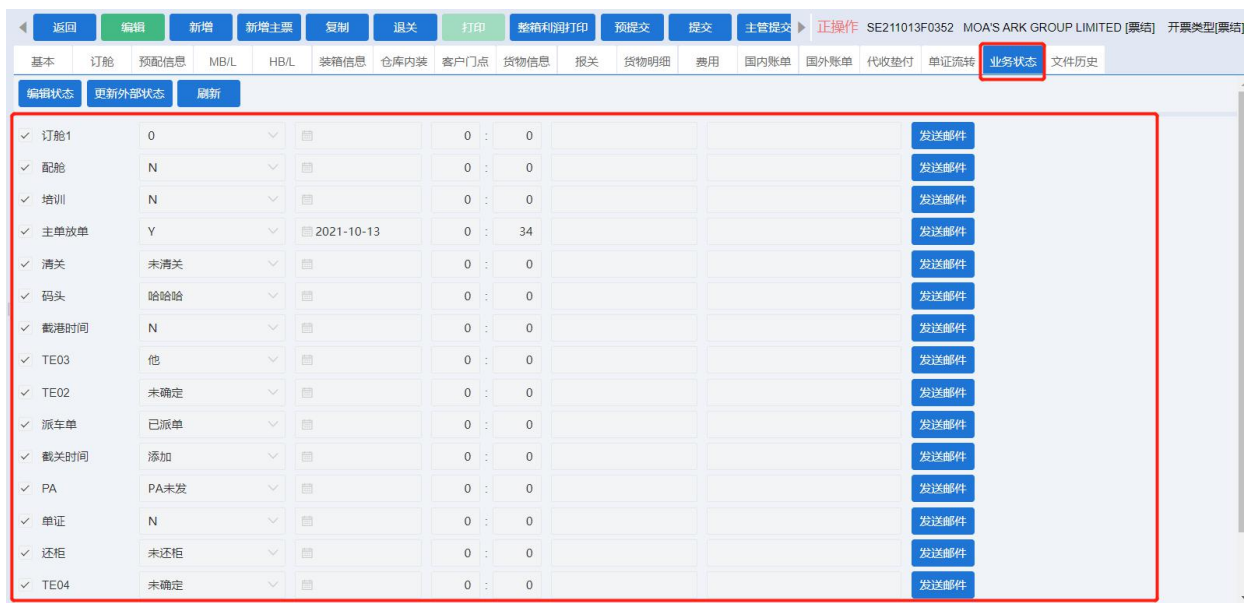 返回 编辑 新增 新增主票 复制 退关 打印 整箱利润打印 预提交 提交 主管提交 正操作 SE211013F0352 MOA'S ARK GROUP LIMITED [票结] 开票类型[票结]
基本 订舱 预配信息 MB/L HB/L 装箱信息 仓库内装 客户门点 货物信息 报关 货物明细 费用 国内账单 国外账单 代收垫付 单证流转 业务状态 文件历史
编辑状态 更新外部状态 刷新
订舱1 0 0 : 0 发送邮件
配舱 N 0 : 0 发送邮件
培训 N 0 : 0 发送邮件
主单放单 Y 2021-10-13 0 : 34 发送邮件
清关 未清关 0 : 0 发送邮件
码头 哈哈哈 0 : 0 发送邮件
截港时间 N 0 : 0 发送邮件
TE03 他 0 : 0 发送邮件
TE02 未确定 0 : 0 发送邮件
派车单 已派单 0 : 0 发送邮件
截关时间 添加 0 : 0 发送邮件
PA PA未发 0 : 0 发送邮件
单证 N 0 : 0 发送邮件
还柜 未还柜 0 : 0 发送邮件
TE04 未确定 0 : 0 发送邮件